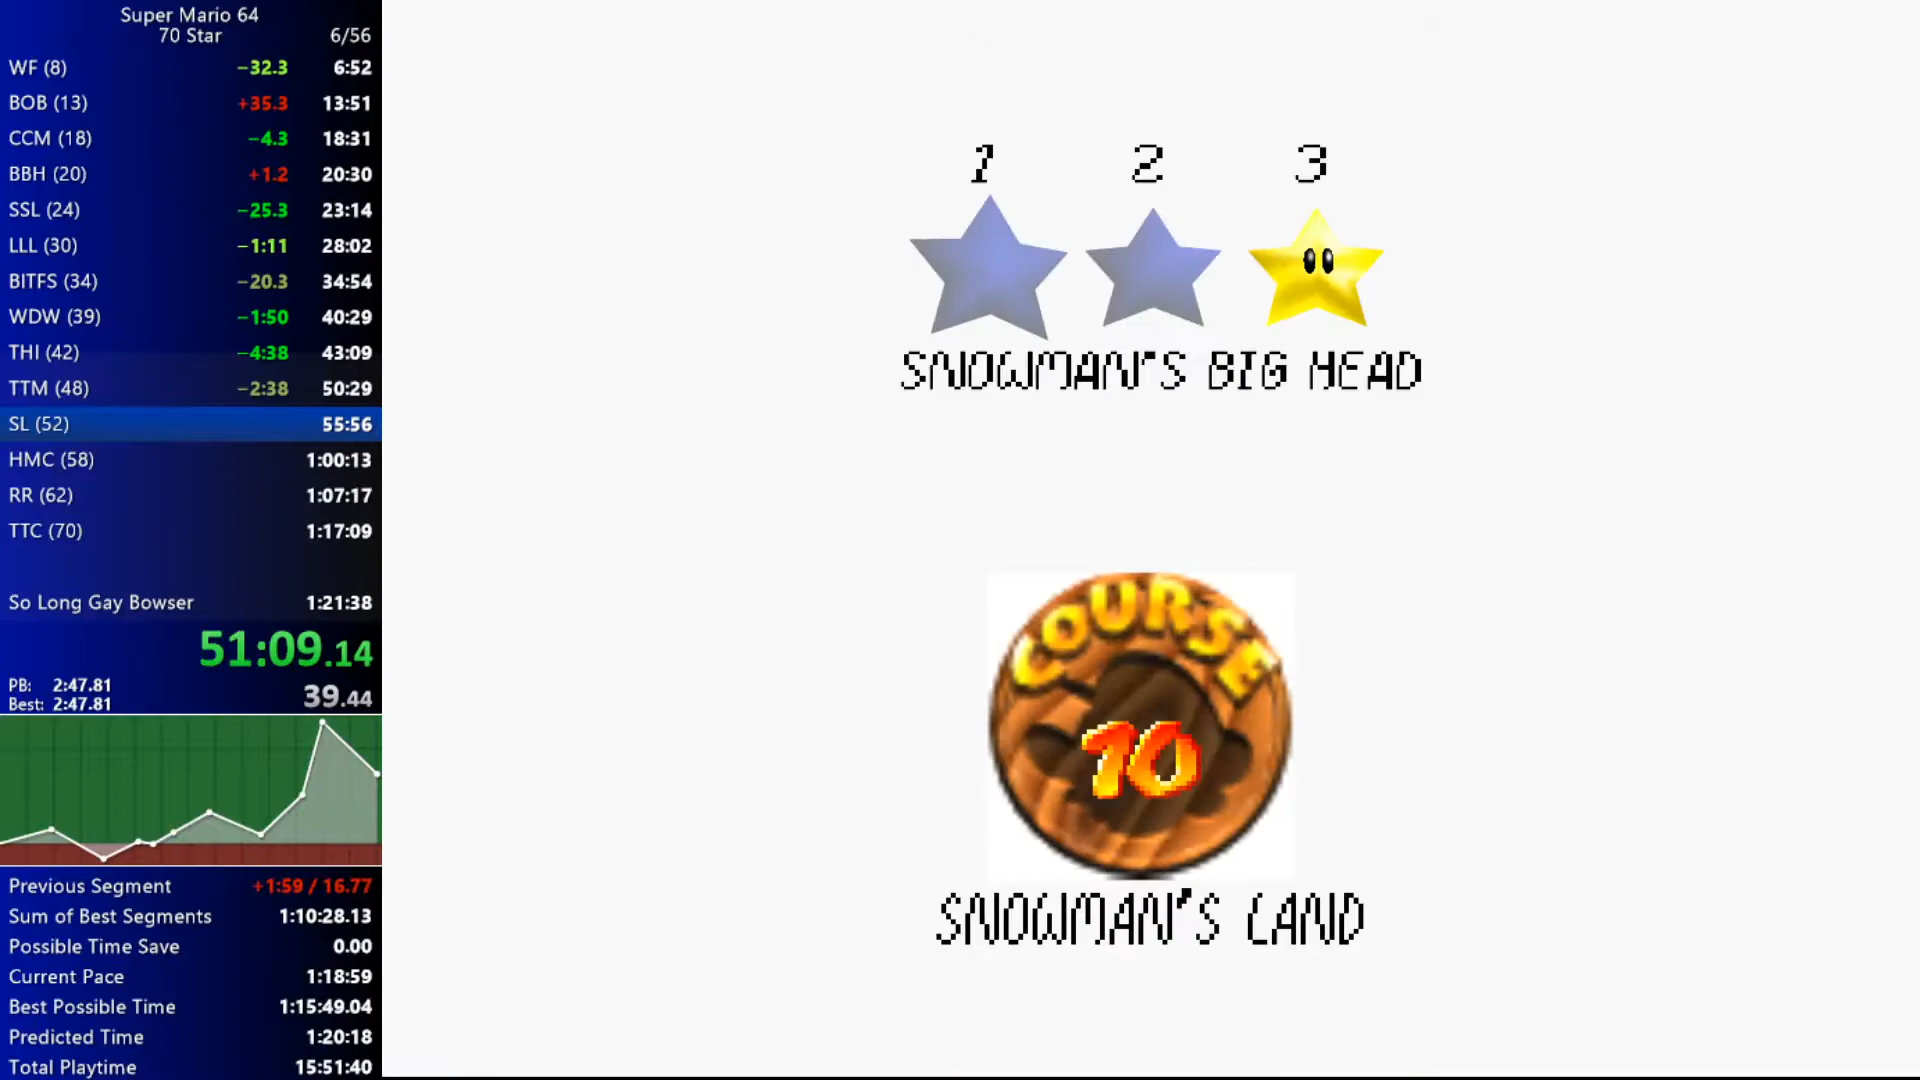 Super Mario 64
70 Star 6/56
WF (8) −32.3 6:52
BOB (13) +35.3 13:51
CCM (18) −4.3 18:31
BBH (20) +1.2 20:30
SSL (24) −25.3 23:14
LLL (30) −1:11 28:02
BITFS (34) −20.3 34:54
WDW (39) −1:50 40:29
THI (42) −4:38 43:09
TTM (48) −2:38 50:29
SL (52) 55:56
HMC (58) 1:00:13
RR (62) 1:07:17
TTC (70) 1:17:09
So Long Gay Bowser 1:21:38
51:09.14
PB: 2:47.81
Best: 2:47.81
39.44
Previous Segment +1:59 / 16.77
Sum of Best Segments 1:10:28.13
Possible Time Save 0.00
Current Pace 1:18:59
Best Possible Time 1:15:49.04
Predicted Time 1:20:18
Total Playtime 15:51:40
1 2 3
SNOWMAN'S BIG HEAD
COURSE
10
SNOWMAN'S LAND